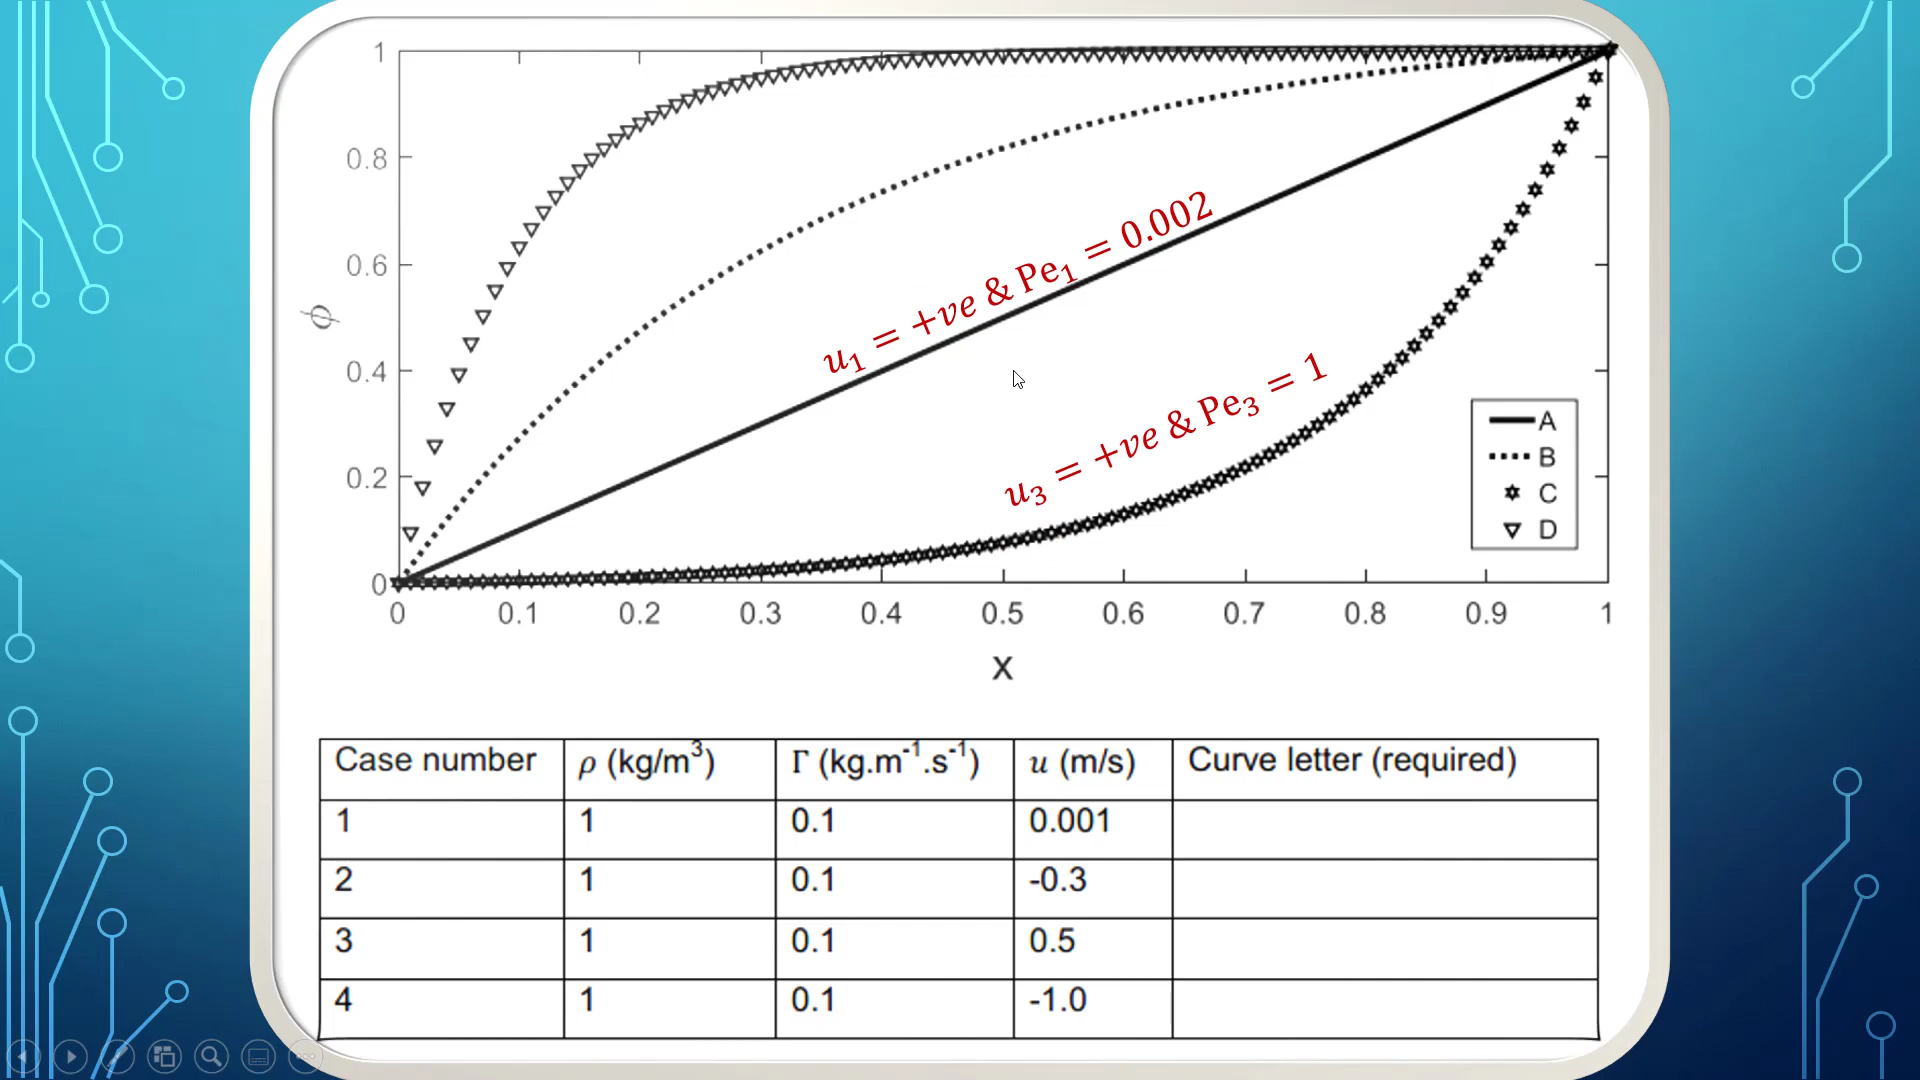 1
0.8
0.6
ϕ
0.4
0.2
0
0 0.1 0.2 0.3 0.4 0.5 0.6 0.7 0.8 0.9 1
X
u₁ = +ve & Pe₁ = 0.002
u₃ = +ve & Pe₃ = 1
A
B
C
D
Case number ρ (kg/m³) Γ (kg.m⁻¹.s⁻¹) u (m/s) Curve letter (required)
1 1 0.1 0.001
2 1 0.1 -0.3
3 1 0.1 0.5
4 1 0.1 -1.0